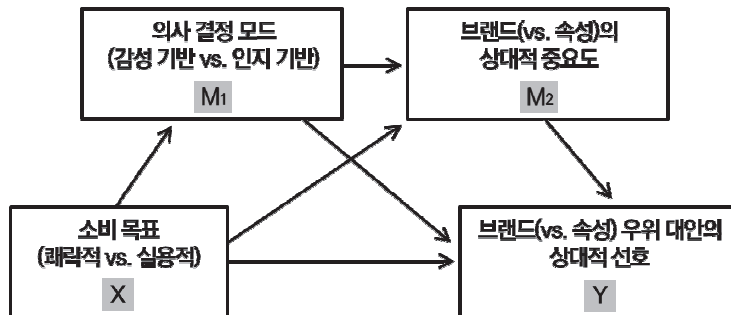 의사 결정 모드
(감성 기반 vs. 인지 기반)
M₁
브랜드(vs. 속성)의
상대적 중요도
M₂
소비 목표
(쾌락적 vs. 실용적)
X
브랜드(vs. 속성) 우위 대안의
상대적 선호
Y